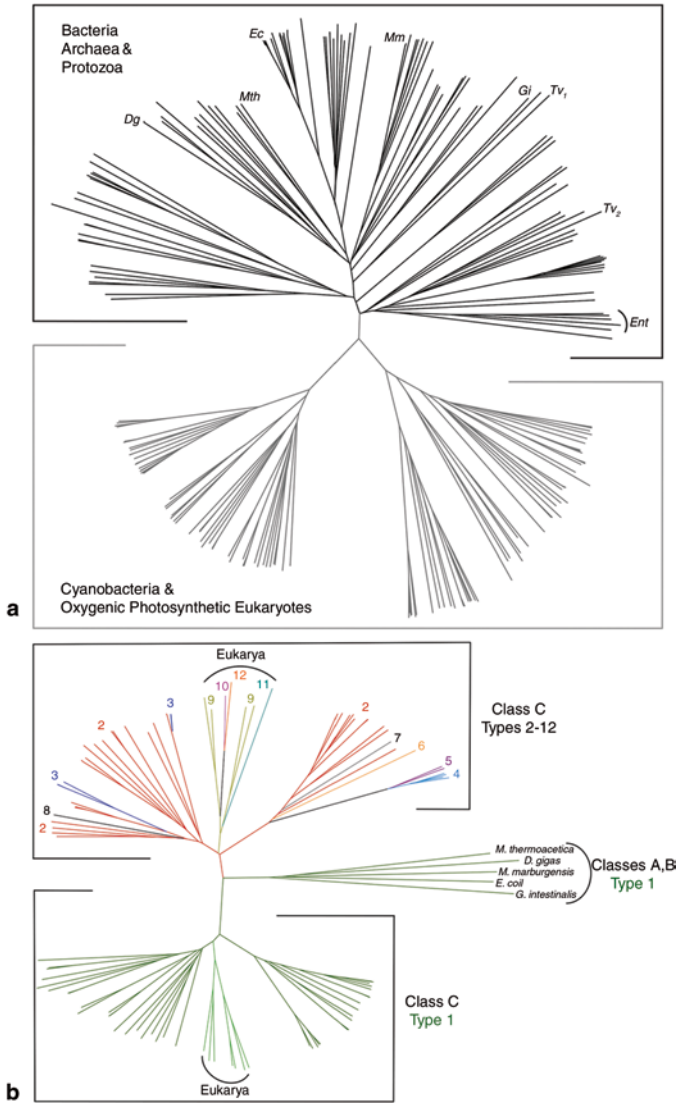 Bacteria
Archaea &
Protozoa
Ec
Mm
Mth
Dg
Gi
Tv1
Tv2
Ent
Cyanobacteria &
Oxygenic Photosynthetic Eukaryotes
a
Eukarya
12
10
11
9
9
3
2
2
7
6
5
4
3
8
2
Class C
Types 2-12
M. thermoacetica
D. gigas
M. marburgensis
E. coil
G. intestinalis
Classes A,B
Type 1
Class C
Type 1
Eukarya
b